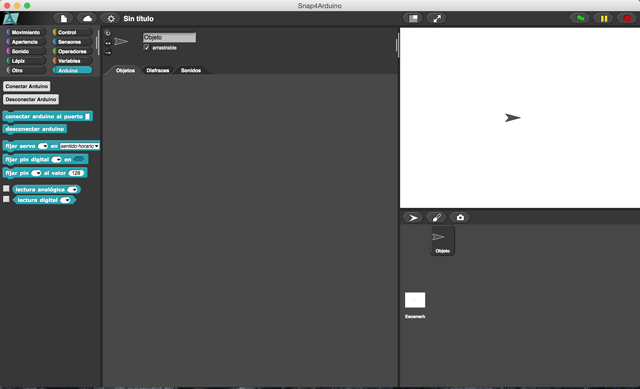 Snap4Arduino
Sin título
Movimiento
Control
Apariencia
Sensores
Sonido
Operadores
Lápiz
Variables
Otro
Arduino
Objeto
arrastrable
Objetos
Disfraces
Sonidos
Conectar Arduino
Desconectar Arduino
conectar arduino al puerto
desconectar arduino
fijar servo en sentido horario
fijar pin digital en
fijar pin al valor 128
lectura analógica
lectura digital
Objeto
Escenario